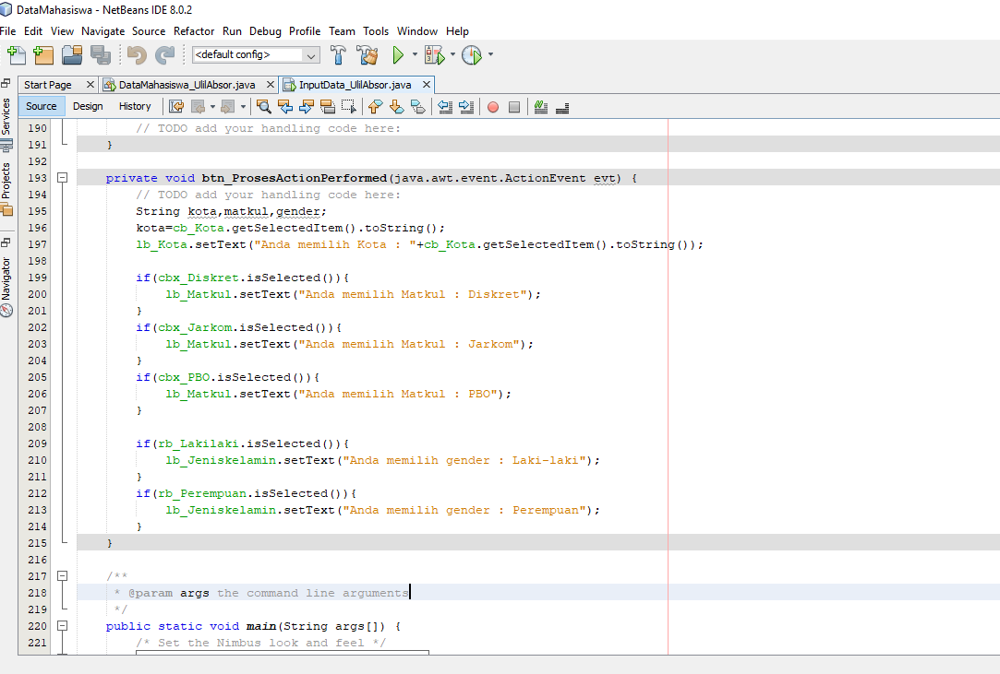 DataMahasiswa - NetBeans IDE 8.0.2
File Edit View Navigate Source Refactor Run Debug Profile Team Tools Window Help
<default config>
Start Page DataMahasiswa_UlilAbsor.java InputData_UlilAbsor.java
Source Design History
Services
Projects
Navigator
190 // TODO add your handling code here:
191 }
192
193 private void btn_ProsesActionPerformed(java.awt.event.ActionEvent evt) {
194 // TODO add your handling code here:
195 String kota,matkul,gender;
196 kota=cb_Kota.getSelectedItem().toString();
197 lb_Kota.setText("Anda memilih Kota : "+cb_Kota.getSelectedItem().toString());
198
199 if(cbx_Diskret.isSelected()){
200 lb_Matkul.setText("Anda memilih Matkul : Diskret");
201 }
202 if(cbx_Jarkom.isSelected()){
203 lb_Matkul.setText("Anda memilih Matkul : Jarkom");
204 }
205 if(cbx_PBO.isSelected()){
206 lb_Matkul.setText("Anda memilih Matkul : PBO");
207 }
208
209 if(rb_Lakilaki.isSelected()){
210 lb_Jeniskelamin.setText("Anda memilih gender : Laki-laki");
211 }
212 if(rb_Perempuan.isSelected()){
213 lb_Jeniskelamin.setText("Anda memilih gender : Perempuan");
214 }
215 }
216
217 /**
218 * @param args the command line arguments
219 */
220 public static void main(String args[]) {
221 /* Set the Nimbus look and feel */